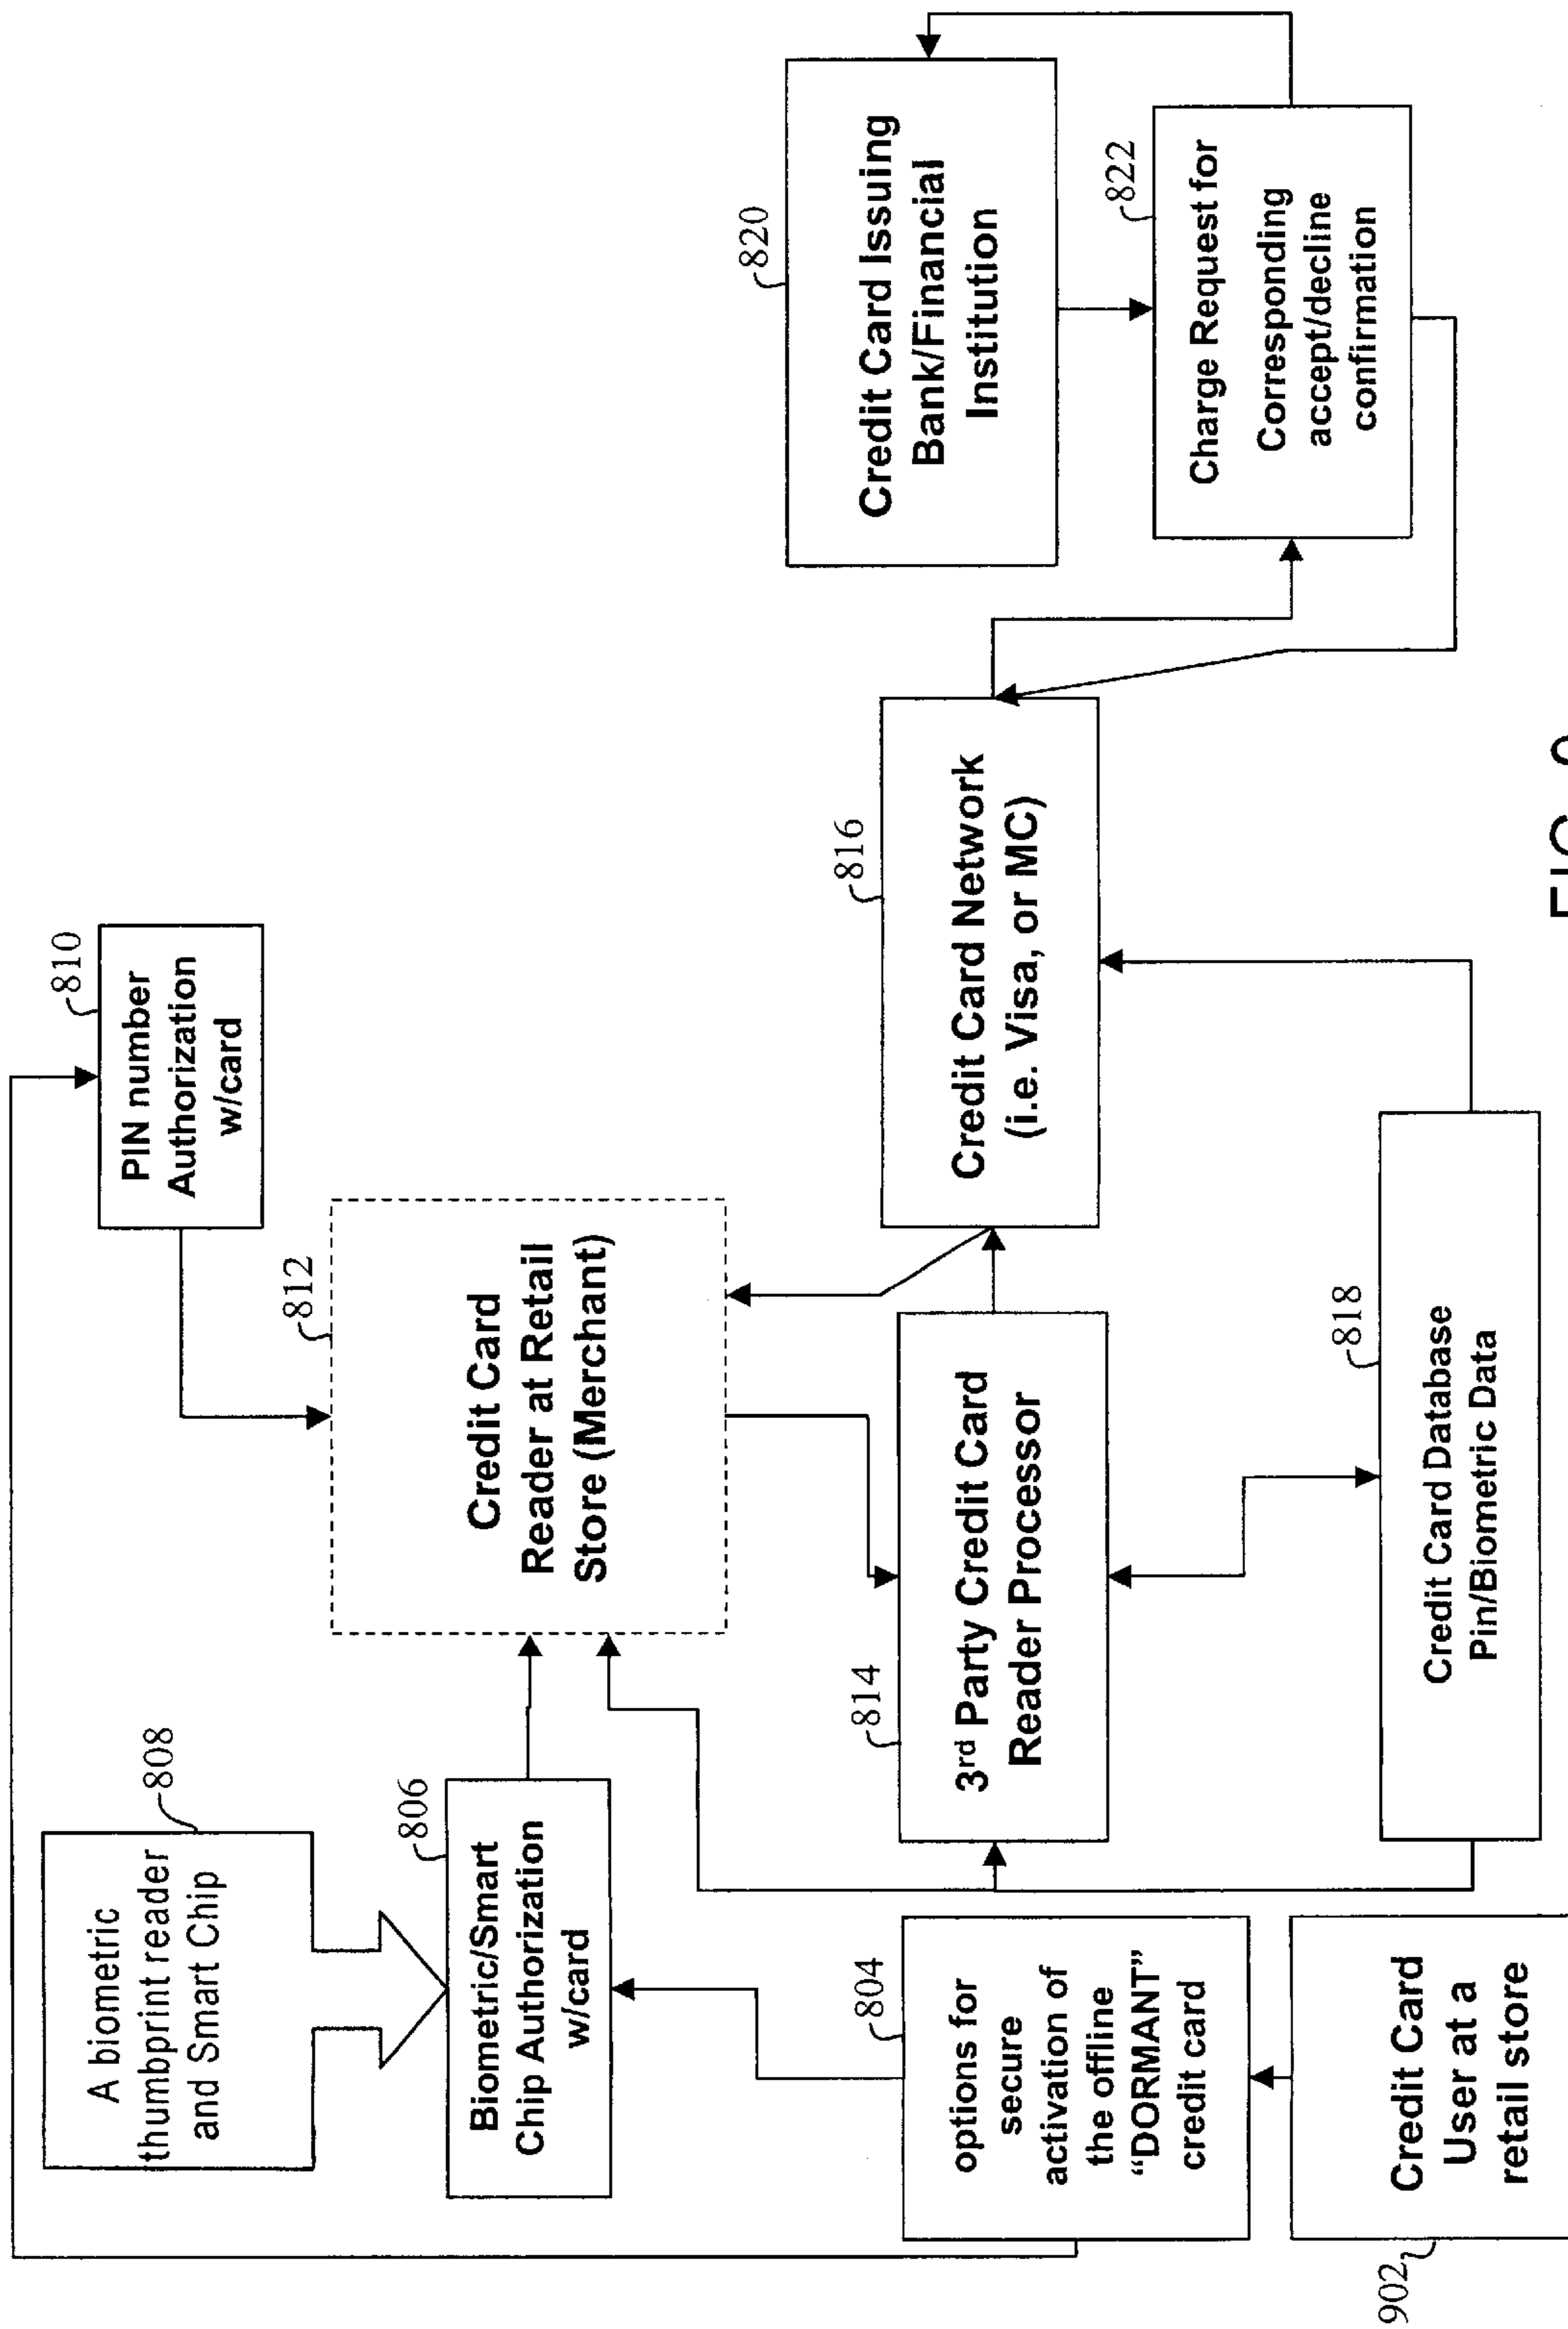 A biometric
thumbprint reader
and Smart Chip
808
810
PIN number
Authorization
w/card
806
Biometric/Smart
Chip Authorization
w/card
812
Credit Card
Reader at Retail
Store (Merchant)
820
Credit Card Issuing
Bank/Financial
Institution
804
options for
secure
activation of
the offline
“DORMANT”
credit card
814
3rd Party Credit Card
Reader Processor
816
Credit Card Network
(i.e. Visa, or MC)
822
Charge Request for
Corresponding
accept/decline
confirmation
902
Credit Card
User at a
retail store
818
Credit Card Database
Pin/Biometric Data
FIG